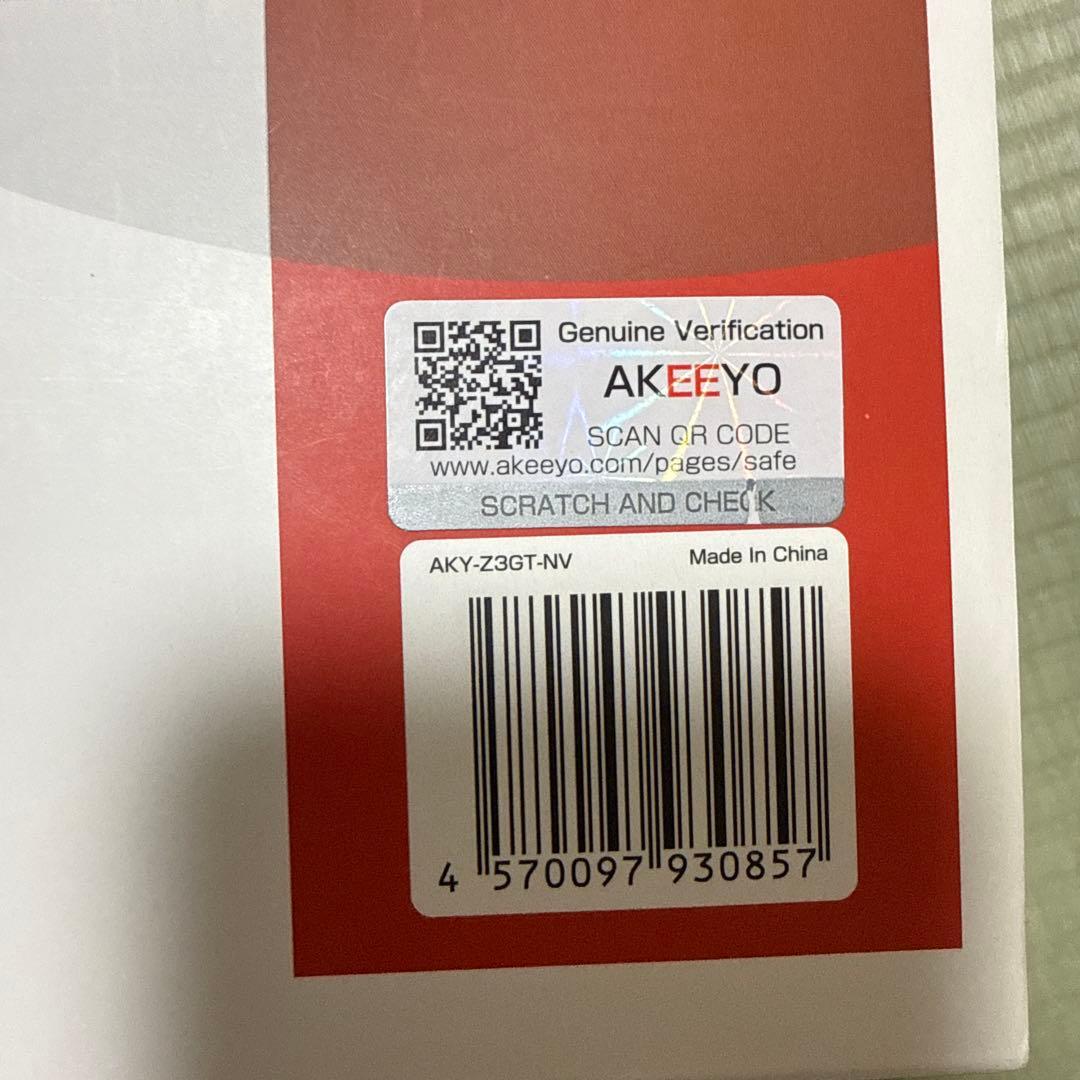 Genuine Verification
AKEEYO
SCAN QR CODE
www.akeeyo.com/pages/safe
SCRATCH AND CHECK
AKY-Z3GT-NV
Made In China
4 570097 930857